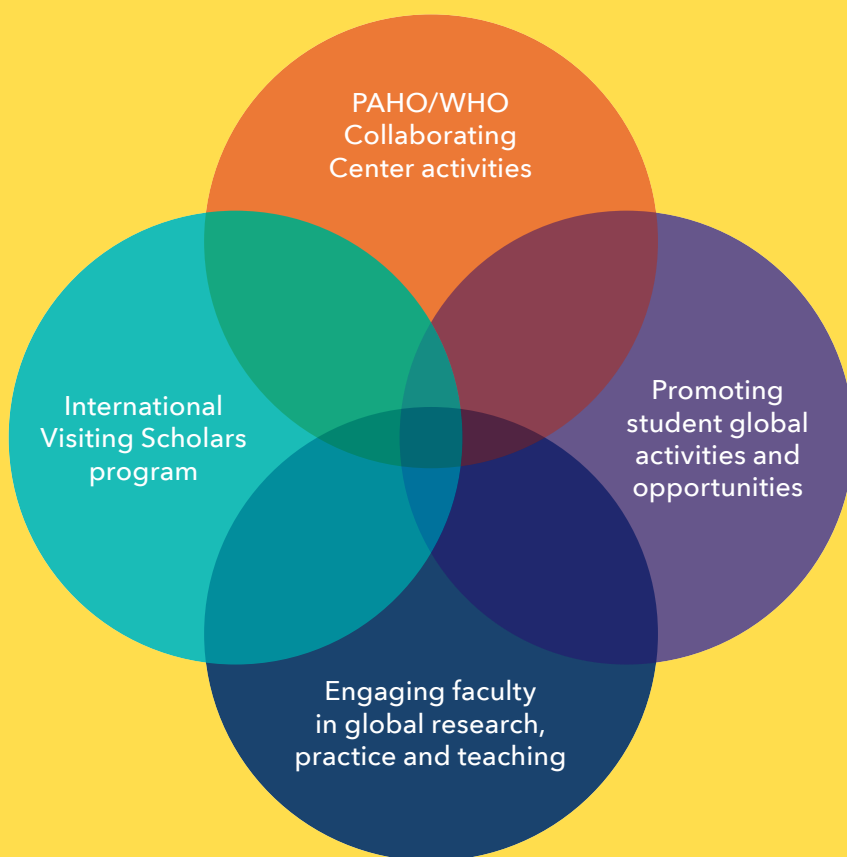 PAHO/WHO
Collaborating
Center activities
International
Visiting Scholars
program
Promoting
student global
activities and
opportunities
Engaging faculty
in global research,
practice and teaching